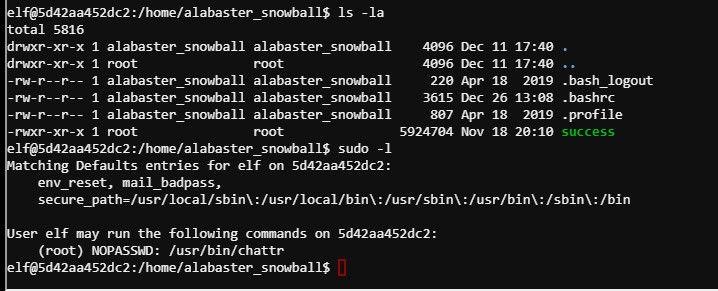 elf@5d42aa452dc2:/home/alabaster_snowball$ ls -la
total 5816
drwxr-xr-x 1 alabaster_snowball alabaster_snowball    4096 Dec 11 17:40 .
drwxr-xr-x 1 root               root                  4096 Dec 11 17:40 ..
-rw-r--r-- 1 alabaster_snowball alabaster_snowball     220 Apr 18  2019 .bash_logout
-rw-r--r-- 1 alabaster_snowball alabaster_snowball    3615 Dec 26 13:08 .bashrc
-rw-r--r-- 1 alabaster_snowball alabaster_snowball     807 Apr 18  2019 .profile
-rwxr-xr-x 1 root               root               5924704 Nov 18 20:10 success
elf@5d42aa452dc2:/home/alabaster_snowball$ sudo -l
Matching Defaults entries for elf on 5d42aa452dc2:
    env_reset, mail_badpass,
    secure_path=/usr/local/sbin\:/usr/local/bin\:/usr/sbin\:/usr/bin\:/sbin\:/bin

User elf may run the following commands on 5d42aa452dc2:
    (root) NOPASSWD: /usr/bin/chattr
elf@5d42aa452dc2:/home/alabaster_snowball$